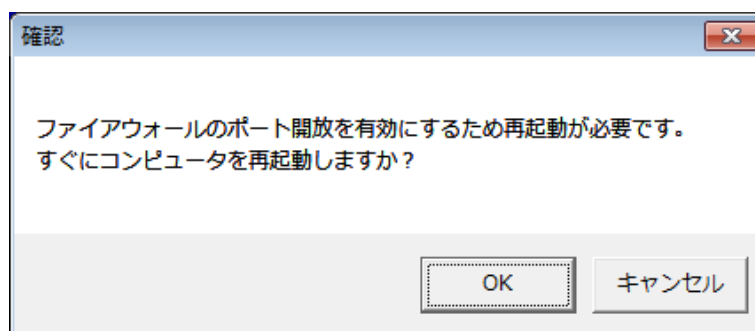 確認
ファイアウォールのポート開放を有効にするため再起動が必要です。
すぐにコンピュータを再起動しますか？
OK
キャンセル